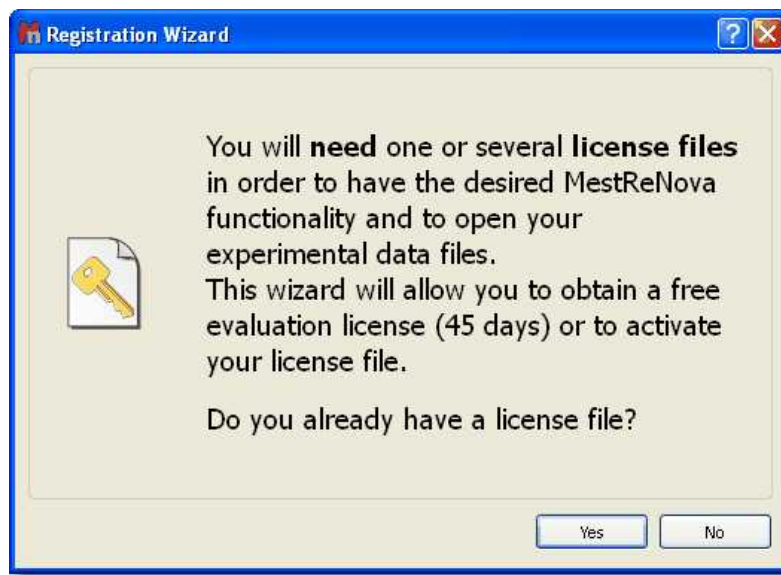 Registration Wizard
You will need one or several license files
in order to have the desired MestReNova
functionality and to open your
experimental data files.
This wizard will allow you to obtain a free
evaluation license (45 days) or to activate
your license file.
Do you already have a license file?
Yes No